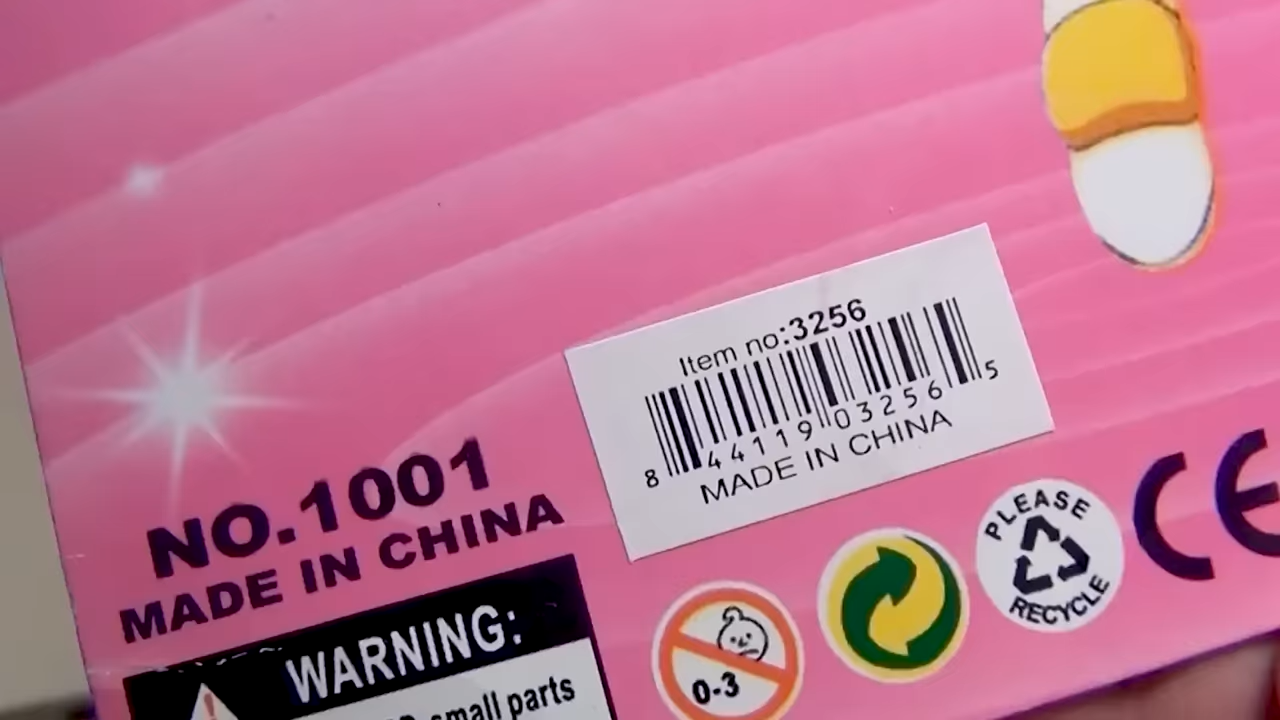 Item no:3256
8 44119 03256 5
MADE IN CHINA
NO.1001
MADE IN CHINA
WARNING:
small parts
0-3
PLEASE
RECYCLE
CE